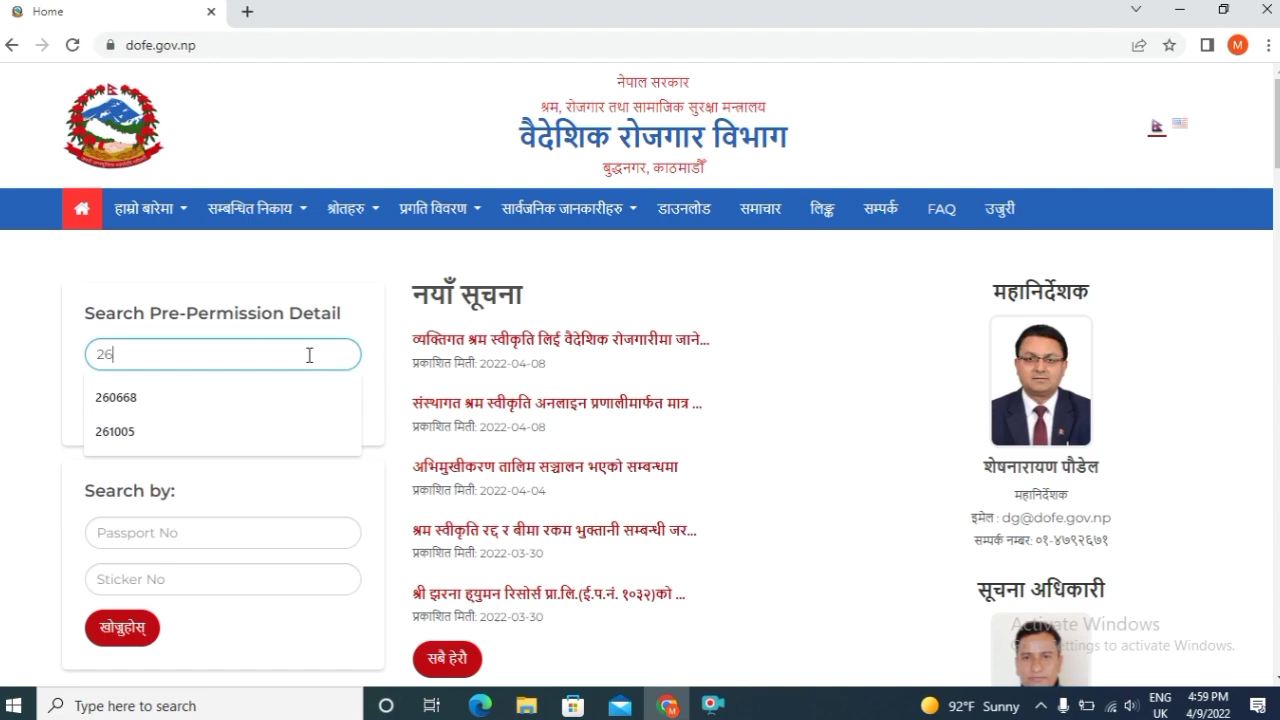 Home
dofe.gov.np
M
नेपाल सरकार
श्रम, रोजगार तथा सामाजिक सुरक्षा मन्त्रालय
वैदेशिक रोजगार विभाग
बुद्धनगर, काठमाडौँ
हाम्रो बारेमा
सम्बन्धित निकाय
श्रोतहरु
प्रगति विवरण
सार्वजनिक जानकारीहरु
डाउनलोड
समाचार
लिङ्क
सम्पर्क
FAQ
उजुरी
Search Pre-Permission Detail
26
260668
261005
Search by:
Passport No
Sticker No
खोज्नुहोस्
नयाँ सूचना
व्यक्तिगत श्रम स्वीकृति लिई वैदेशिक रोजगारीमा जाने...
प्रकाशित मिती: 2022-04-08
संस्थागत श्रम स्वीकृति अनलाइन प्रणालीमार्फत मात्र ...
प्रकाशित मिती: 2022-04-08
अभिमुखीकरण तालिम सञ्चालन भएको सम्बन्धमा
प्रकाशित मिती: 2022-04-04
श्रम स्वीकृति रद्द र बीमा रकम भुक्तानी सम्बन्धी जर...
प्रकाशित मिती: 2022-03-30
श्री झरना ह्युमन रिसोर्स प्रा.लि.(ई.प.नं. १०३२)को ...
प्रकाशित मिती: 2022-03-30
सबै हेरौ
महानिर्देशक
शेषनारायण पौडेल
महानिर्देशक
इमेल : dg@dofe.gov.np
सम्पर्क नम्बर: ०१-४७९२६७१
सूचना अधिकारी
Activate Windows
Settings to activate Windows.
Type here to search
92°F Sunny
ENG
UK
4:59 PM
4/9/2022